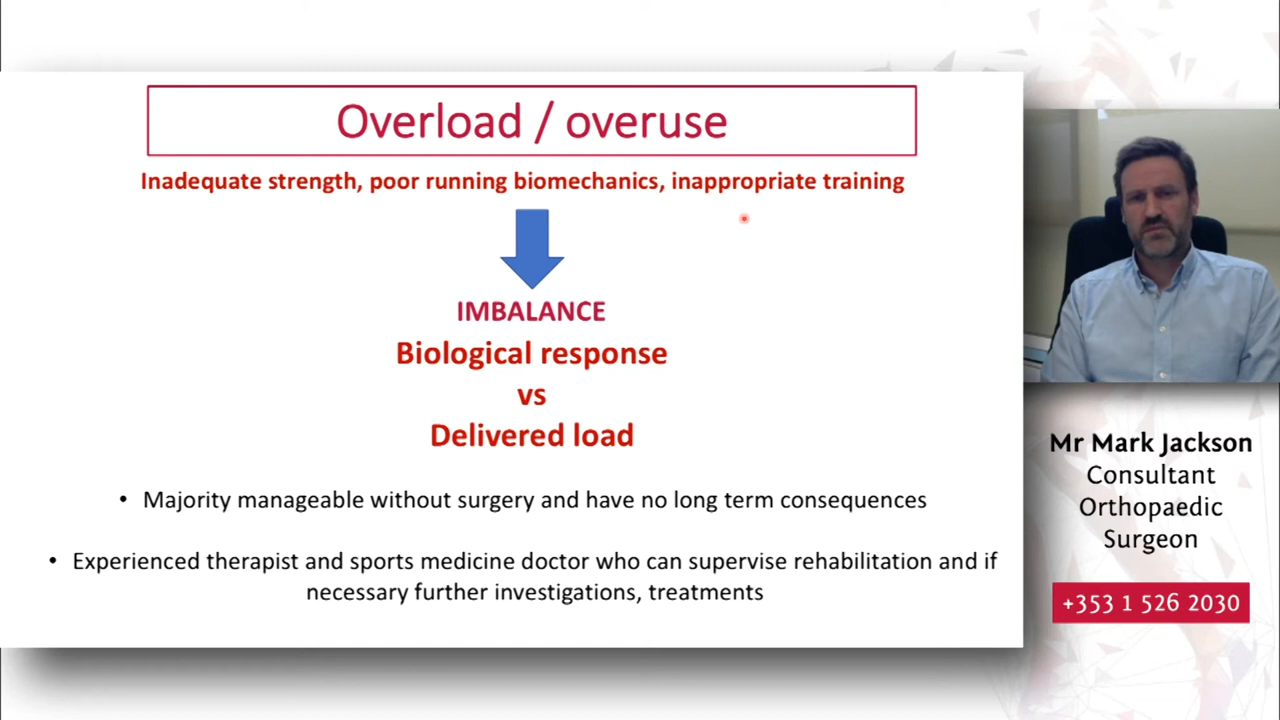 Overload / overuse
Inadequate strength, poor running biomechanics, inappropriate training
IMBALANCE
Biological response
vs
Delivered load
• Majority manageable without surgery and have no long term consequences
• Experienced therapist and sports medicine doctor who can supervise rehabilitation and if
necessary further investigations, treatments
Mr Mark Jackson
Consultant
Orthopaedic
Surgeon
+353 1 526 2030